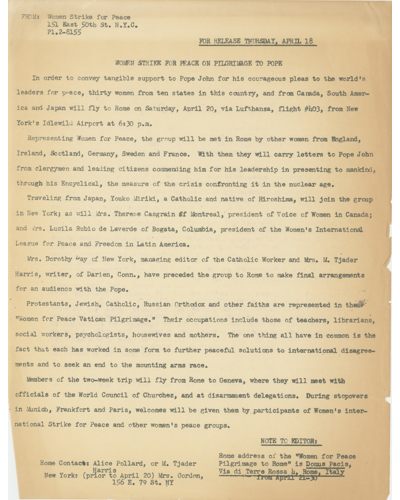 FROM: Women Strike for Peace
151 East 50th St. N.Y.C.
Pl.2-8155
FOR RELEASE THURSDAY, APRIL 18
WOMEN STRIKE FOR PEACE ON PILGRIMAGE TO POPE
In order to convey tangible support to Pope John for his courageous pleas to the world's
leaders for peace, thirty women from ten states in this country, and from Canada, South Amer-
ica and Japan will fly to Rome on Saturday, April 20, via Lufthansa, flight #403, from New
York's Idlewild Airport at 6:30 p.m.
Representing Women for Peace, the group will be met in Rome by other women from England,
Ireland, Scotland, Germany, Sweden and France. With them they will carry letters to Pope John
from clergymen and leading citizens commending him for his leadership in presenting to mankind,
through his Encyclical, the measure of the crisis confronting it in the nuclear age.
Traveling from Japan, Youko Miriki, a Catholic and native of Hiroshima, will join the group
in New York; as will Mrs. Therese Casgrain of Montreal, president of Voice of Women in Canada;
and Mrs. Lucila Rubio de Laverde of Bogata, Columbia, president of the Women's International
League for Peace and Freedom in Latin America.
Mrs. Dorothy Day of New York, managing editor of the Catholic Worker and Mrs. M. Tjader
Harris, writer, of Darien, Conn., have preceded the group to Rome to make final arrangements
for an audience with the Pope.
Protestants, Jewish, Catholic, Russian Orthodox and other faiths are represented in the
"Women for Peace Vatican Pilgrimage." Their occupations include those of teachers, librarians,
social workers, psychologists, housewives and mothers. The one thing all have in common is the
fact that each has worked in some form to further peaceful solutions to international disagree-
ments and to seek an end to the mounting arms race.
Members of the two-week trip will fly from Rome to Geneva, where they will meet with
officials of the World Council of Churches, and at disarmament delegations. During stopovers
in Munich, Frankfort and Paris, welcomes will be given them by participants of Women's inter-
national Strike for Peace and other women's peace groups.
NOTE TO EDITOR:
Home Contact: Alice Pollard, or M. Tjader
Harris
New York: (prior to April 20) Mrs. Gordon,
156 E. 79 St. NY
Rome address of the "Women for Peace
Pilgrimage to Rome" is Domus Pacis,
Via di Torre Rossa 4, Rome, Italy
from April 21-30